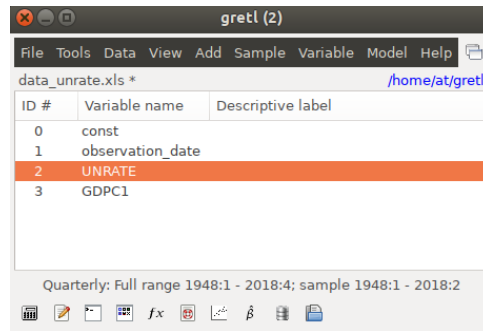 gretl (2)
File Tools Data View Add Sample Variable Model Help
data_unrate.xls * /home/at/gretl
ID # Variable name Descriptive label
0 const
1 observation_date
2 UNRATE
3 GDPC1
Quarterly: Full range 1948:1 - 2018:4; sample 1948:1 - 2018:2
fx β̂